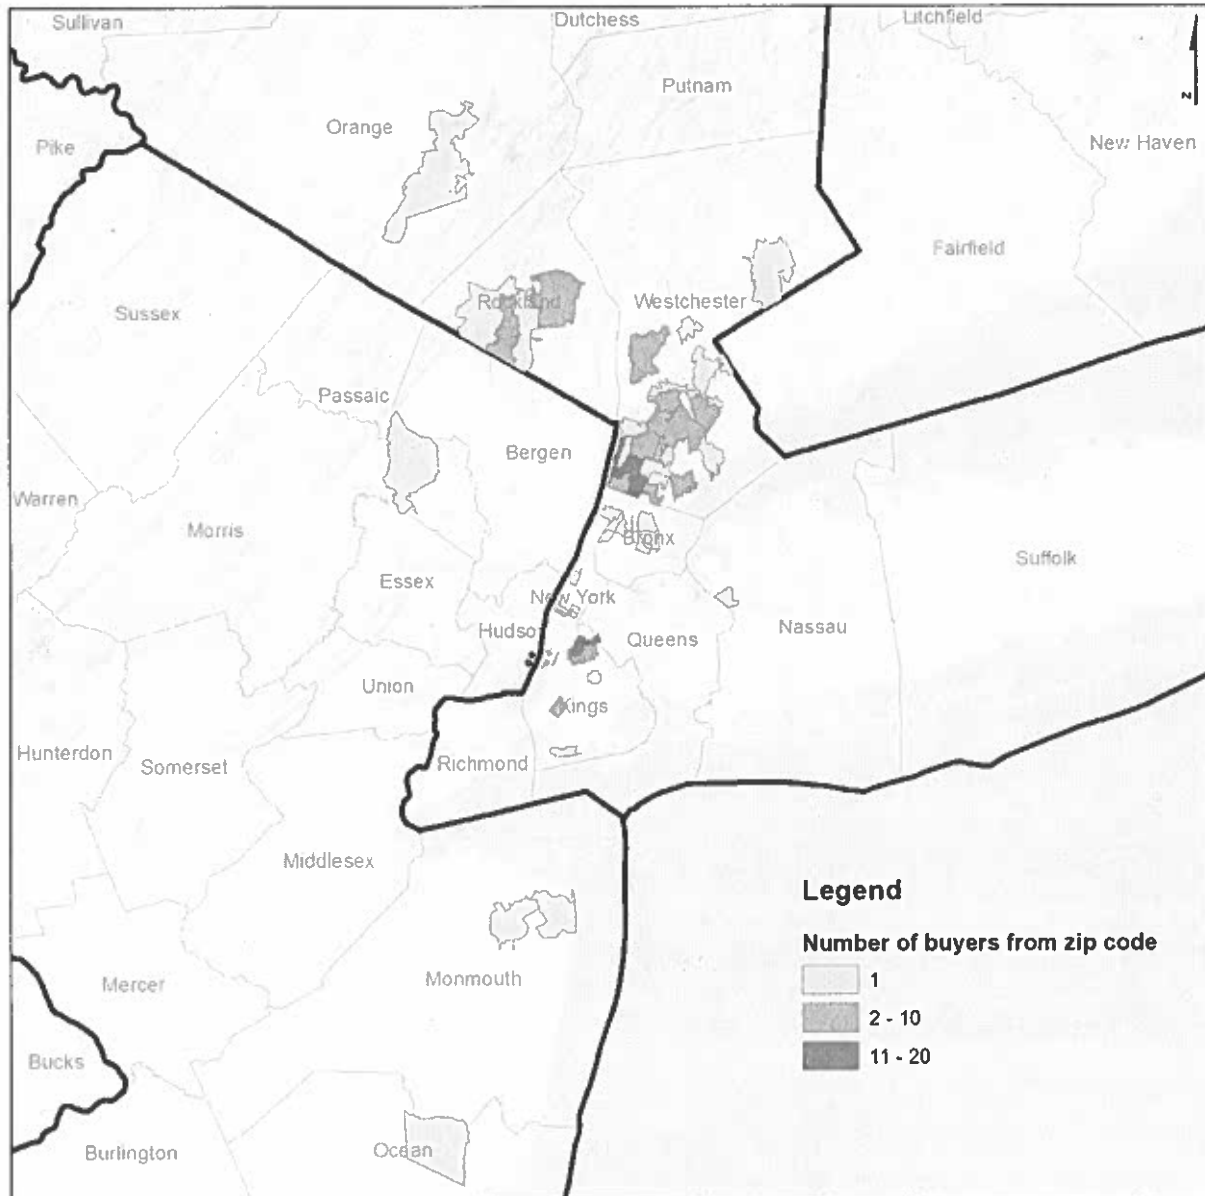 Sullivan
Dutchess
Litchfield
Putnam
Orange
Pike
New Haven
z
Fairfield
Sussex
Rockland
Westchester
Passaic
Bergen
Warren
Morris
Bronx
Suffolk
Essex
New York
Hudso
Queens
Nassau
Union
Kings
Hunterdon
Somerset
Richmond
Middlesex
Legend
Number of buyers from zip code
1
2 - 10
11 - 20
Monmouth
Mercer
Bucks
Burlington
Ocean